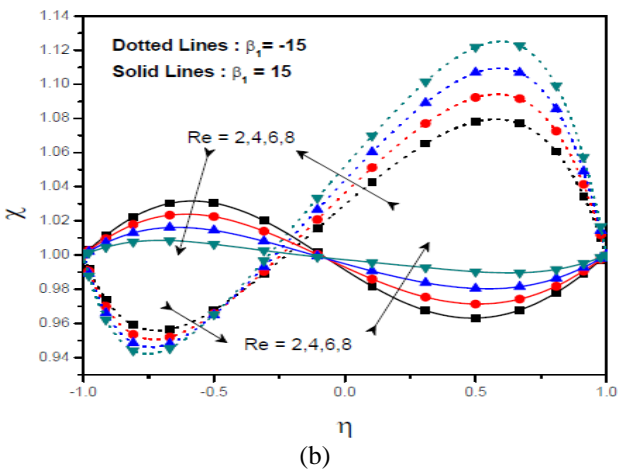 1.14
1.12
1.10
1.08
1.06
1.04
1.02
1.00
0.98
0.96
0.94
χ
Dotted Lines : β1= -15
Solid Lines : β1 = 15
Re = 2,4,6,8
Re = 2,4,6,8
-1.0 -0.5 0.0 0.5 1.0
η
(b)